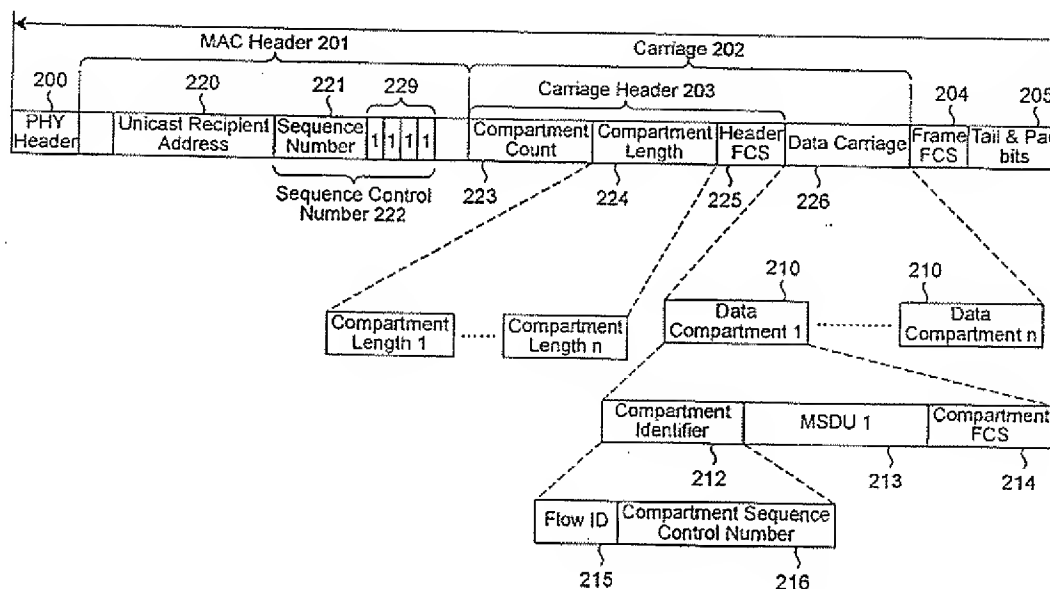 MAC Header 201
Carriage 202
200
220
221
229
Carriage Header 203
204
205
PHY
Header
Unicast Recipient
Address
Sequence
Number
1 1 1 1
Compartment
Count
Compartment
Length
Header
FCS
Data Carriage
Frame
FCS
Tail & Pad
bits
Sequence Control
Number 222
223
224
225
226
210
210
Compartment
Length 1
......
Compartment
Length n
Data
Compartment 1
.........
Data
Compartment n
Compartment
Identifier
MSDU 1
Compartment
FCS
212
213
214
Flow ID
Compartment Sequence
Control Number
215
216